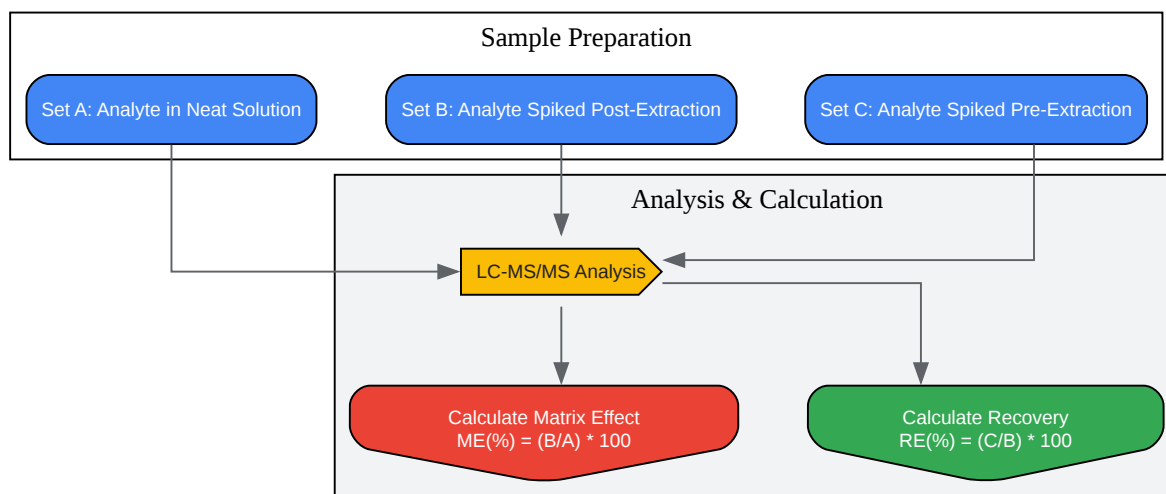 Sample Preparation
Set A: Analyte in Neat Solution
Set B: Analyte Spiked Post-Extraction
Set C: Analyte Spiked Pre-Extraction
Analysis & Calculation
LC-MS/MS Analysis
Calculate Matrix Effect
ME(%) = (B/A) * 100
Calculate Recovery
RE(%) = (C/B) * 100